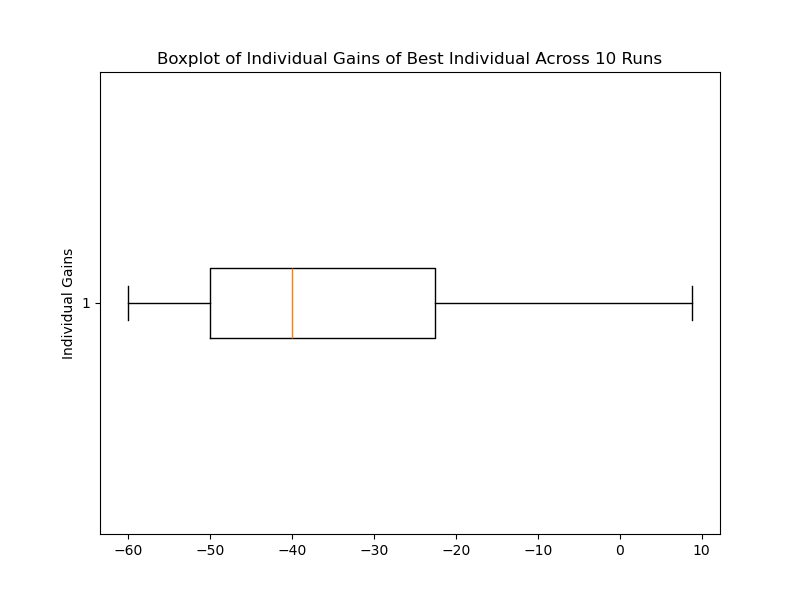 Boxplot of Individual Gains of Best Individual Across 10 Runs
Individual Gains
1
−60 −50 −40 −30 −20 −10 0 10